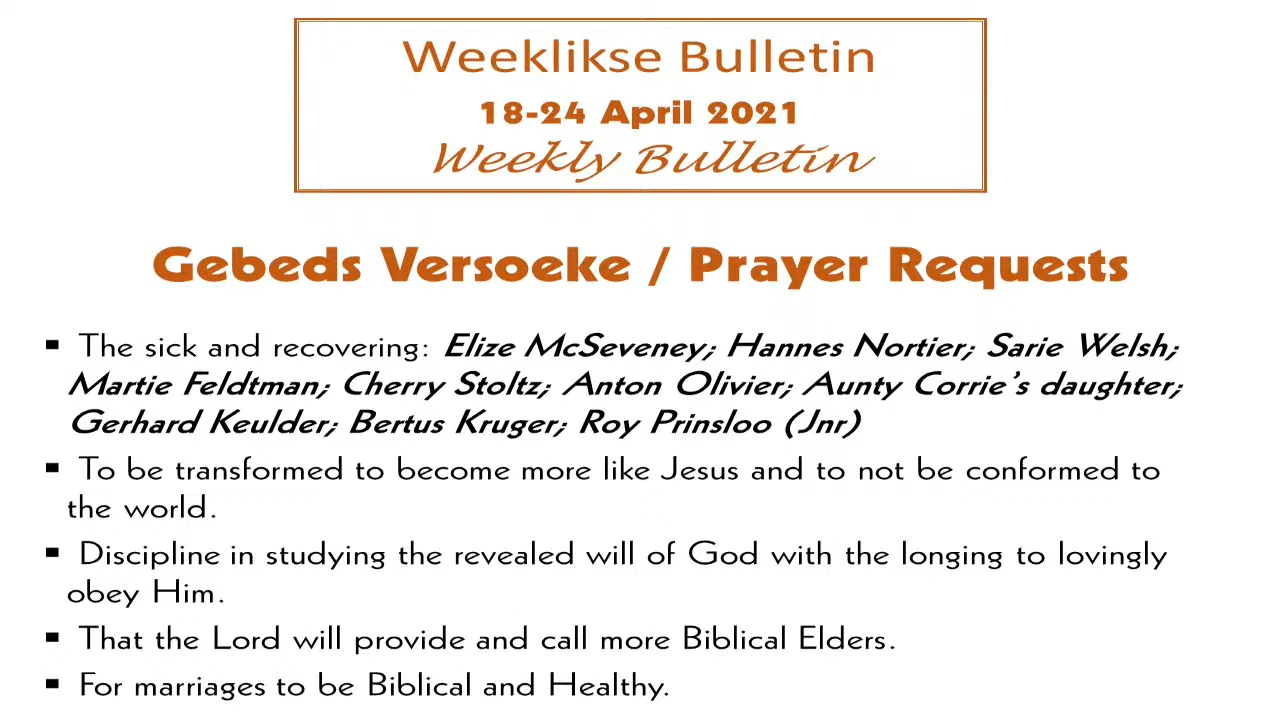 Weeklikse Bulletin
18-24 April 2021
Weekly Bulletin
Gebeds Versoeke / Prayer Requests
▪ The sick and recovering: Elize McSeveney; Hannes Nortier; Sarie Welsh;
Martie Feldtman; Cherry Stoltz; Anton Olivier; Aunty Corrie's daughter;
Gerhard Keulder; Bertus Kruger; Roy Prinsloo (Jnr)
▪ To be transformed to become more like Jesus and to not be conformed to
the world.
▪ Discipline in studying the revealed will of God with the longing to lovingly
obey Him.
▪ That the Lord will provide and call more Biblical Elders.
▪ For marriages to be Biblical and Healthy.